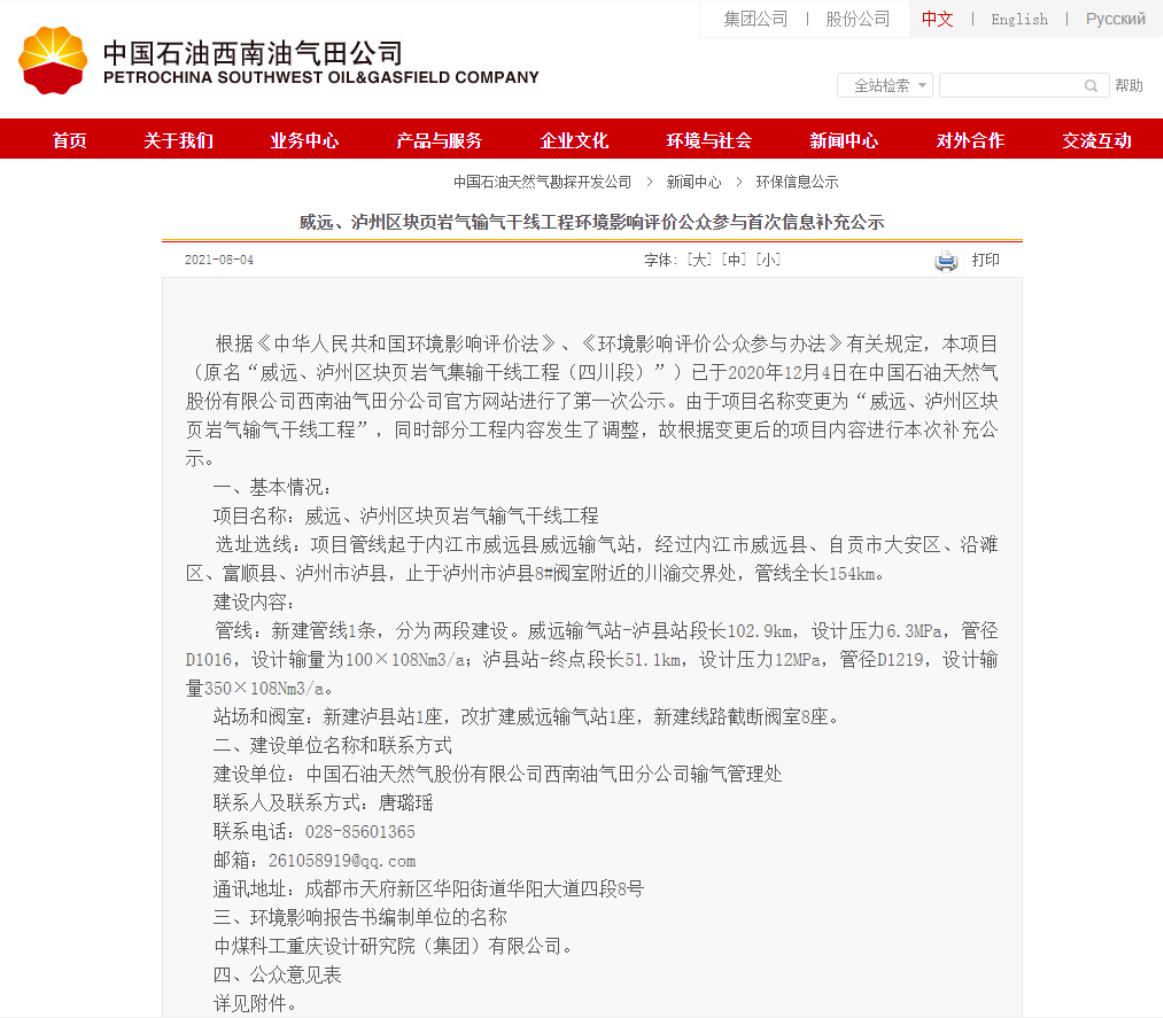 集团公司 | 股份公司 中文 | English | Русский
中国石油西南油气田公司
PETROCHINA SOUTHWEST OIL&GASFIELD COMPANY
全站检索 帮助
首页 关于我们 业务中心 产品与服务 企业文化 环境与社会 新闻中心 对外合作 交流互动
中国石油天然气勘探开发公司 > 新闻中心 > 环保信息公示
威远、泸州区块页岩气输气干线工程环境影响评价公众参与首次信息补充公示
2021-08-04 字体: [大] [中] [小] 打印
根据《中华人民共和国环境影响评价法》、《环境影响评价公众参与办法》有关规定，本项目
（原名“威远、泸州区块页岩气集输干线工程（四川段）”）已于2020年12月4日在中国石油天然气
股份有限公司西南油气田分公司官方网站进行了第一次公示。由于项目名称变更为“威远、泸州区块
页岩气输气干线工程”，同时部分工程内容发生了调整，故根据变更后的项目内容进行本次补充公
示。
一、基本情况：
项目名称：威远、泸州区块页岩气输气干线工程
选址选线：项目管线起于内江市威远县威远输气站，经过内江市威远县、自贡市大安区、沿滩
区、富顺县、泸州市泸县，止于泸州市泸县8#阀室附近的川渝交界处，管线全长154km。
建设内容：
管线：新建管线1条，分为两段建设。威远输气站-泸县站段长102.9km，设计压力6.3MPa，管径
D1016，设计输量为100×108Nm3/a；泸县站-终点段长51.1km，设计压力12MPa，管径D1219，设计输
量350×108Nm3/a。
站场和阀室：新建泸县站1座，改扩建威远输气站1座，新建线路截断阀室8座。
二、建设单位名称和联系方式
建设单位：中国石油天然气股份有限公司西南油气田分公司输气管理处
联系人及联系方式：唐璐瑶
联系电话：028-85601365
邮箱：261058919@qq.com
通讯地址：成都市天府新区华阳街道华阳大道四段8号
三、环境影响报告书编制单位的名称
中煤科工重庆设计研究院（集团）有限公司。
四、公众意见表
详见附件。